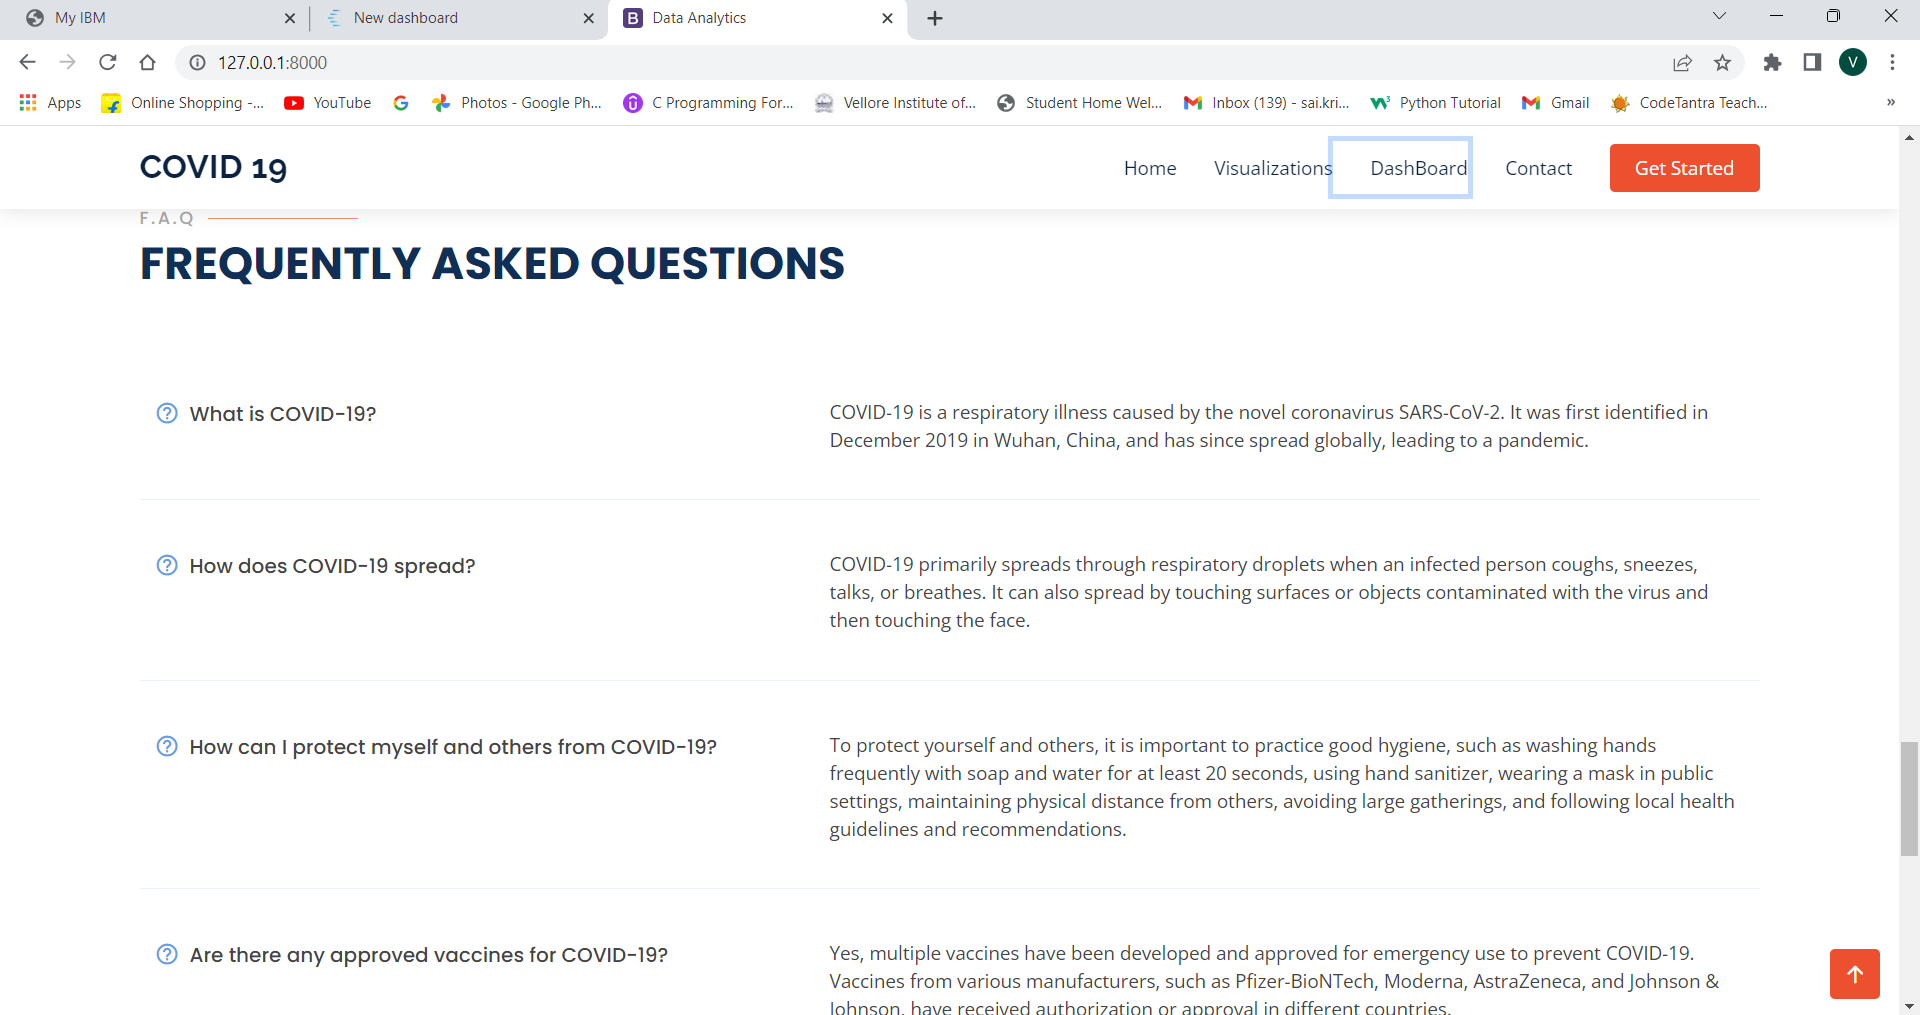 My IBM
New dashboard
B Data Analytics
127.0.0.1:8000
V
Apps
Online Shopping -...
YouTube
Photos - Google Ph...
C Programming For...
Vellore Institute of...
Student Home Wel...
Inbox (139) - sai.kri...
Python Tutorial
Gmail
CodeTantra Teach...
»
COVID 19
Home
Visualizations
DashBoard
Contact
Get Started
F.A.Q
FREQUENTLY ASKED QUESTIONS
What is COVID-19?
COVID-19 is a respiratory illness caused by the novel coronavirus SARS-CoV-2. It was first identified in
December 2019 in Wuhan, China, and has since spread globally, leading to a pandemic.
How does COVID-19 spread?
COVID-19 primarily spreads through respiratory droplets when an infected person coughs, sneezes,
talks, or breathes. It can also spread by touching surfaces or objects contaminated with the virus and
then touching the face.
How can I protect myself and others from COVID-19?
To protect yourself and others, it is important to practice good hygiene, such as washing hands
frequently with soap and water for at least 20 seconds, using hand sanitizer, wearing a mask in public
settings, maintaining physical distance from others, avoiding large gatherings, and following local health
guidelines and recommendations.
Are there any approved vaccines for COVID-19?
Yes, multiple vaccines have been developed and approved for emergency use to prevent COVID-19.
Vaccines from various manufacturers, such as Pfizer-BioNTech, Moderna, AstraZeneca, and Johnson &
Johnson, have received authorization or approval in different countries.